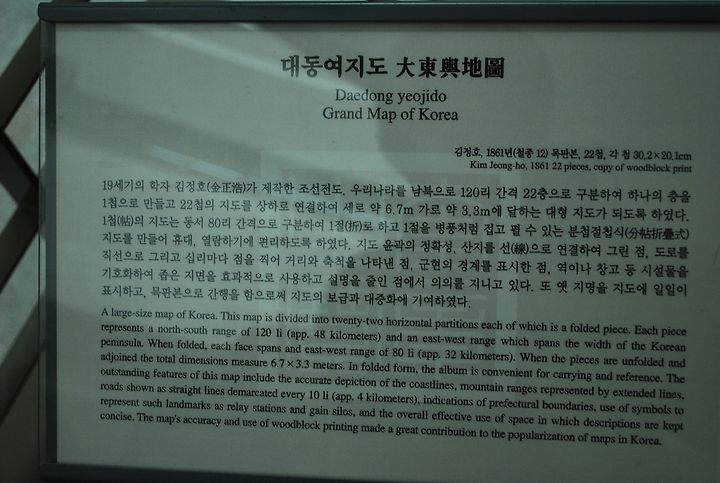 대동여지도 大東輿地圖
Daedong yeojido
Grand Map of Korea
김정호, 1861년(철종 12) 목판본, 22첩, 각 첩 30.2×20.1cm
Kim Jeong-ho, 1861 22 pieces, copy of woodblock print
19세기의 학자 김정호(金正浩)가 제작한 조선전도. 우리나라를 남북으로 120리 간격 22층으로 구분하여 하나의 층을
1첩으로 만들고 22첩의 지도를 상하로 연결하여 세로 약 6.7m 가로 약 3.3m에 달하는 대형 지도가 되도록 하였다.
1첩(帖)의 지도는 동서 80리 간격으로 구분하여 1절(折)로 하고 1절을 병풍처럼 접고 펼 수 있는 분첩절첩식(分帖折疊式)
지도를 만들어 휴대, 열람하기에 편리하도록 하였다. 지도 윤곽의 정확성, 산지를 선(線)으로 연결하여 그린 점, 도로를
직선으로 그리고 십리마다 점을 찍어 거리와 축척을 나타낸 점, 군현의 경계를 표시한 점, 역이나 창고 등 시설물을
기호화하여 좁은 지면을 효과적으로 사용하고 설명을 줄인 점에서 의의를 지니고 있다. 또 옛 지명을 지도에 일일이
표시하고, 목판본으로 간행을 함으로써 지도의 보급과 대중화에 기여하였다.
A large-size map of Korea. This map is divided into twenty-two horizontal partitions each of which is a folded piece. Each piece
represents a north-south range of 120 li (app. 48 kilometers) and an east-west range which spans the width of the Korean
peninsula. When folded, each face spans and east-west range of 80 li (app. 32 kilometers). When the pieces are unfolded and
adjoined the total dimensions measure 6.7×3.3 meters. In folded form, the album is convenient for carrying and reference. The
outstanding features of this map include the accurate depiction of the coastlines, mountain ranges represented by extended lines,
roads shown as straight lines demarcated every 10 li (app. 4 kilometers), indications of prefectural boundaries, use of symbols to
represent such landmarks as relay stations and gain silos, and the overall effective use of space in which descriptions are kept
concise. The map's accuracy and use of woodblock printing made a great contribution to the popularization of maps in Korea.